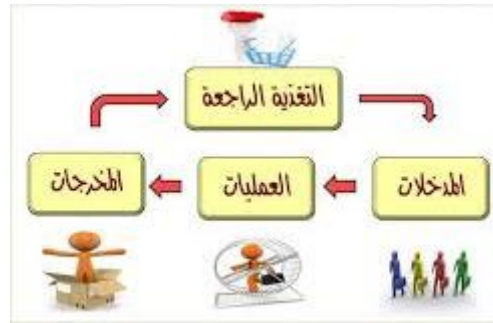 التغذية الراجعة
المدخلات
العمليات
المخرجات